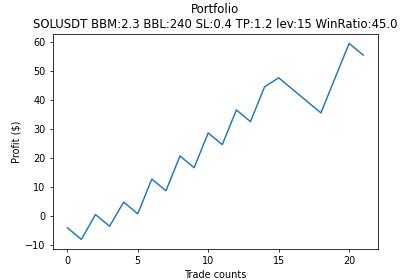 Portfolio
SOLUSDT BBM:2.3 BBL:240 SL:0.4 TP:1.2 lev:15 WinRatio:45.0
60
50
40
30
20
10
0
−10
Profit ($)
0 5 10 15 20
Trade counts